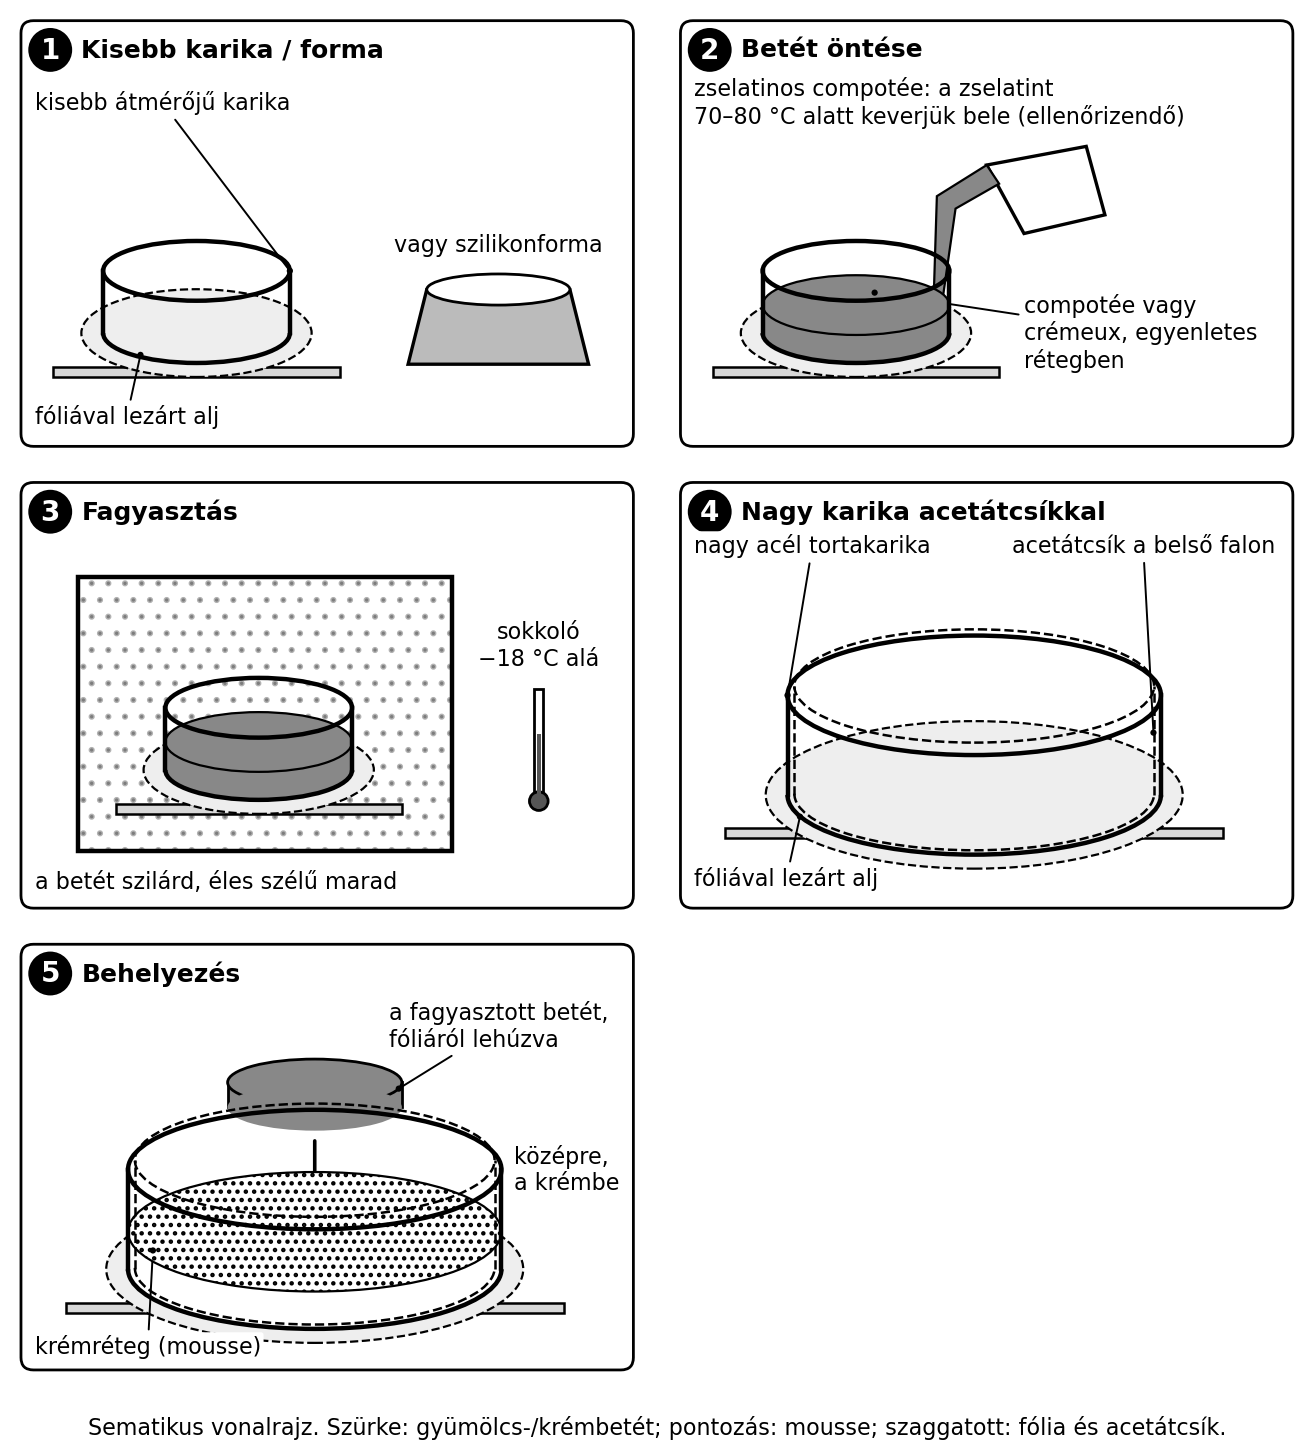 1 Kisebb karika / forma
kisebb átmérőjű karika
vagy szilikonforma
fóliával lezárt alj
2 Betét öntése
zselatinos compotée: a zselatint
70–80 °C alatt keverjük bele (ellenőrizendő)
compotée vagy
crémeux, egyenletes
rétegben
3 Fagyasztás
sokkoló
−18 °C alá
a betét szilárd, éles szélű marad
4 Nagy karika acetátcsíkkal
nagy acél tortakarika
acetátcsík a belső falon
fóliával lezárt alj
5 Behelyezés
a fagyasztott betét,
fóliáról lehúzva
középre,
a krémbe
krémréteg (mousse)
Sematikus vonalrajz. Szürke: gyümölcs-/krémbetét; pontozás: mousse; szaggatott: fólia és acetátcsík.